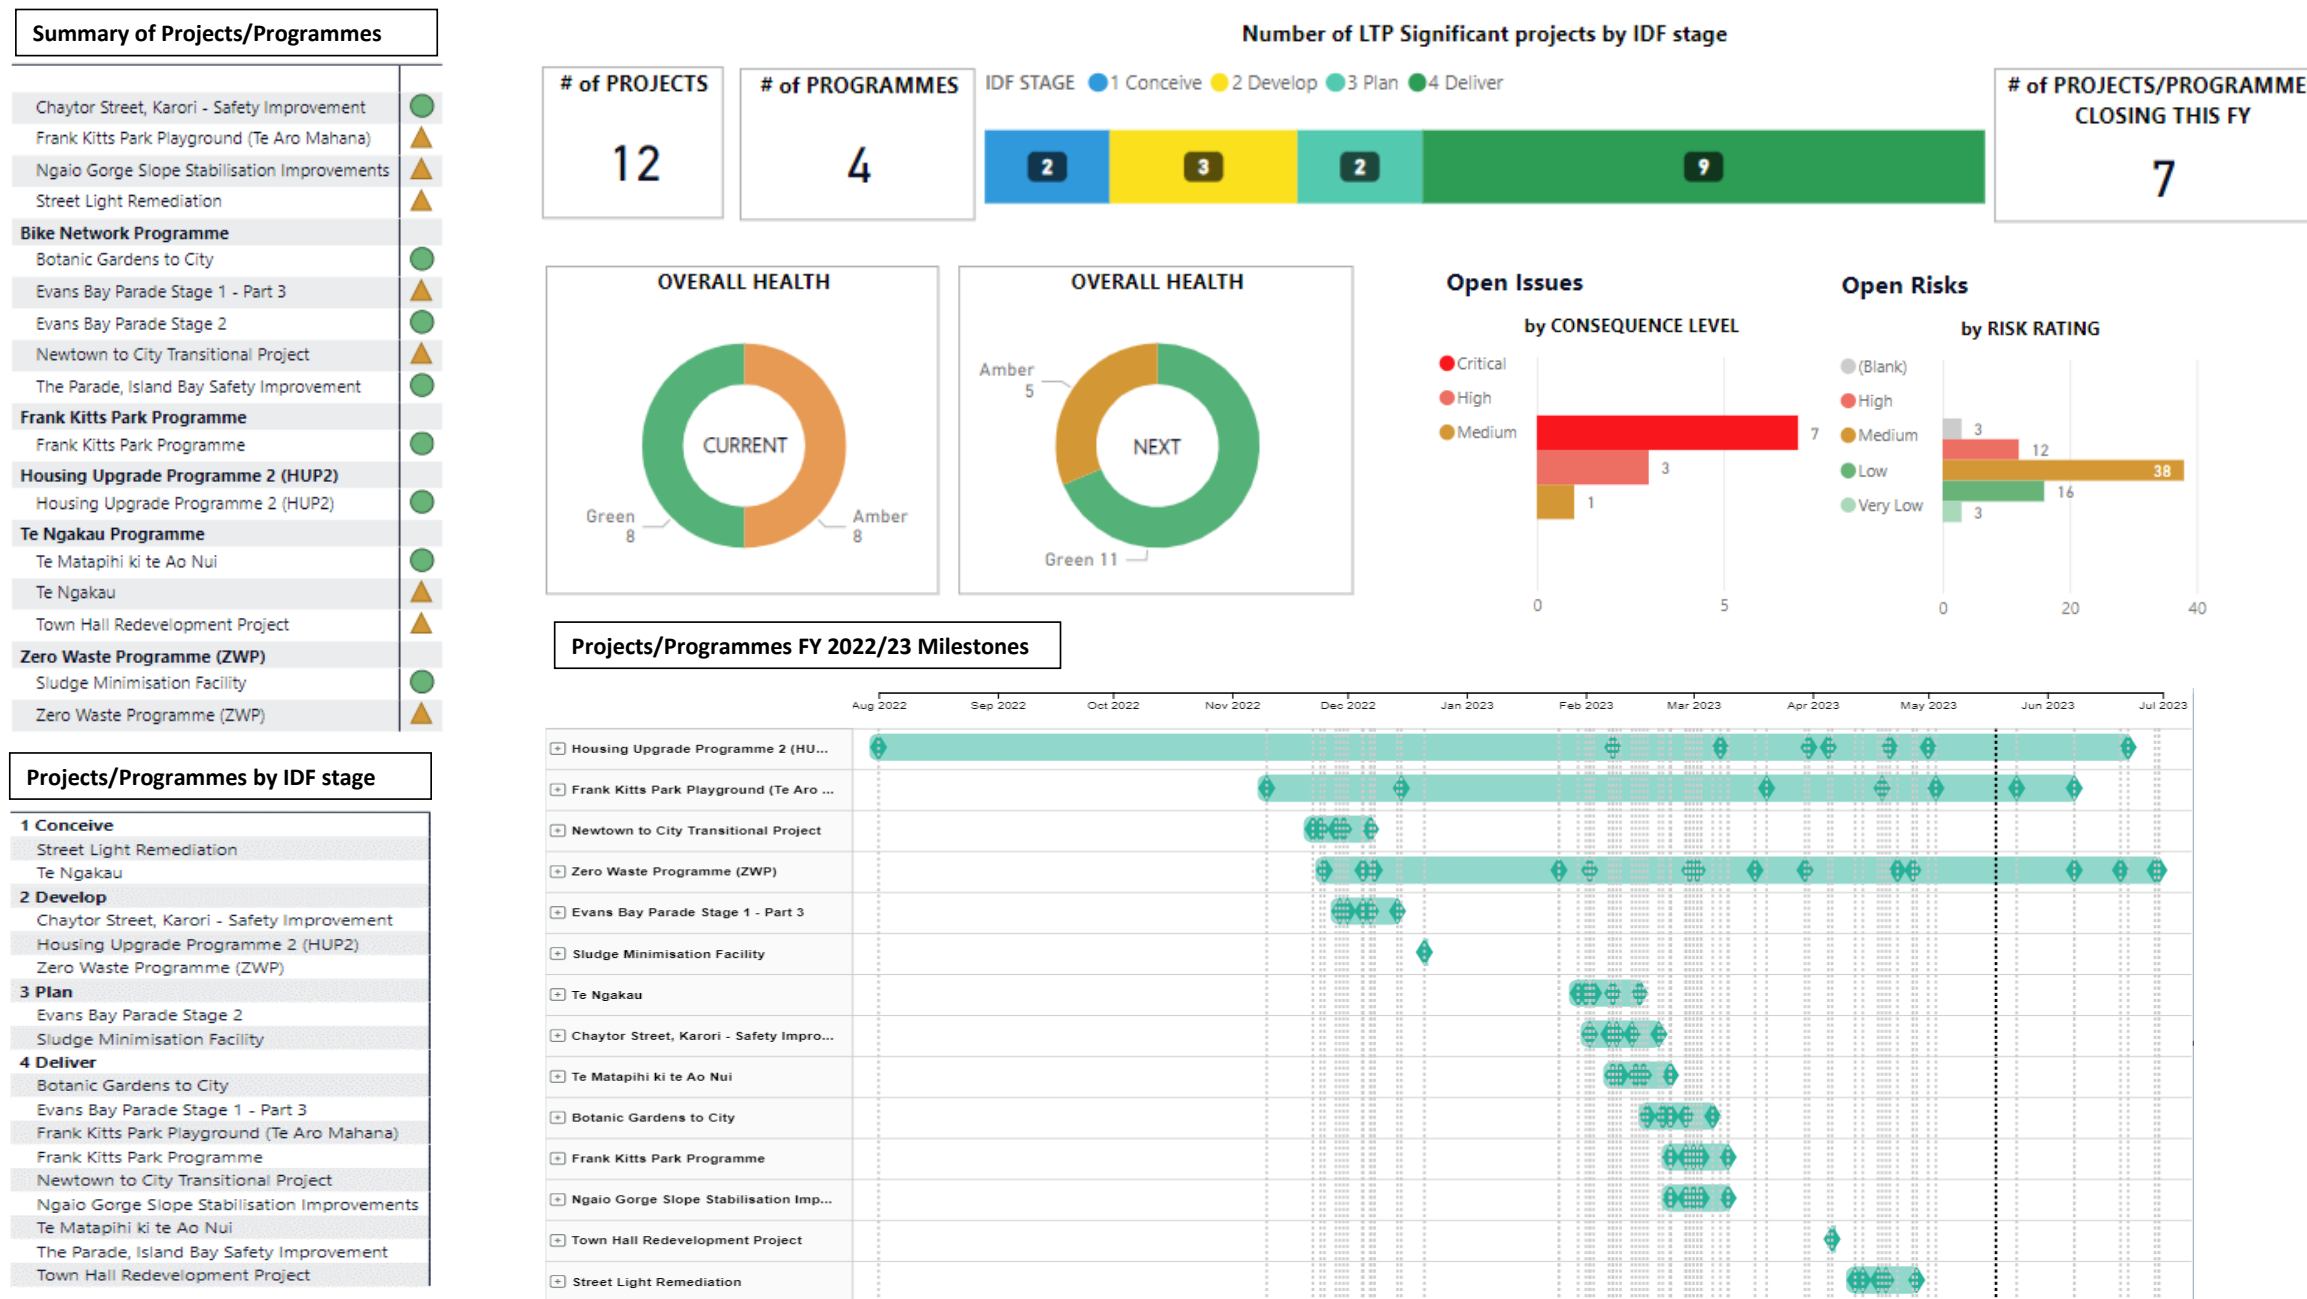 Summary of Projects/Programmes
Chaytor Street, Karori - Safety Improvement
Frank Kitts Park Playground (Te Aro Mahana)
Ngaio Gorge Slope Stabilisation Improvements
Street Light Remediation
Bike Network Programme
Botanic Gardens to City
Evans Bay Parade Stage 1 - Part 3
Evans Bay Parade Stage 2
Newtown to City Transitional Project
The Parade, Island Bay Safety Improvement
Frank Kitts Park Programme
Frank Kitts Park Programme
Housing Upgrade Programme 2 (HUP2)
Housing Upgrade Programme 2 (HUP2)
Te Ngakau Programme
Te Matapihi ki te Ao Nui
Te Ngakau
Town Hall Redevelopment Project
Zero Waste Programme (ZWP)
Sludge Minimisation Facility
Zero Waste Programme (ZWP)
Projects/Programmes by IDF stage
1 Conceive
Street Light Remediation
Te Ngakau
2 Develop
Chaytor Street, Karori - Safety Improvement
Housing Upgrade Programme 2 (HUP2)
Zero Waste Programme (ZWP)
3 Plan
Evans Bay Parade Stage 2
Sludge Minimisation Facility
4 Deliver
Botanic Gardens to City
Evans Bay Parade Stage 1 - Part 3
Frank Kitts Park Playground (Te Aro Mahana)
Frank Kitts Park Programme
Newtown to City Transitional Project
Ngaio Gorge Slope Stabilisation Improvements
Te Matapihi ki te Ao Nui
The Parade, Island Bay Safety Improvement
Town Hall Redevelopment Project
# of PROJECTS
12
# of PROGRAMMES
4
Number of LTP Significant projects by IDF stage
IDF STAGE 1 Conceive 2 Develop 3 Plan 4 Deliver
2 3 2 9
# of PROJECTS/PROGRAMME
CLOSING THIS FY
7
OVERALL HEALTH
CURRENT
Green
8
Amber
8
OVERALL HEALTH
Amber
5
NEXT
Green 11
Open Issues
by CONSEQUENCE LEVEL
Critical
High
Medium
7
3
1
0 5
Open Risks
by RISK RATING
(Blank)
High
Medium
Low
Very Low
3
12
38
16
3
0 20 40
Projects/Programmes FY 2022/23 Milestones
Aug 2022 Sep 2022 Oct 2022 Nov 2022 Dec 2022 Jan 2023 Feb 2023 Mar 2023 Apr 2023 May 2023 Jun 2023 Jul 2023
Housing Upgrade Programme 2 (HU...
Frank Kitts Park Playground (Te Aro ...
Newtown to City Transitional Project
Zero Waste Programme (ZWP)
Evans Bay Parade Stage 1 - Part 3
Sludge Minimisation Facility
Te Ngakau
Chaytor Street, Karori - Safety Impro...
Te Matapihi ki te Ao Nui
Botanic Gardens to City
Frank Kitts Park Programme
Ngaio Gorge Slope Stabilisation Imp...
Town Hall Redevelopment Project
Street Light Remediation